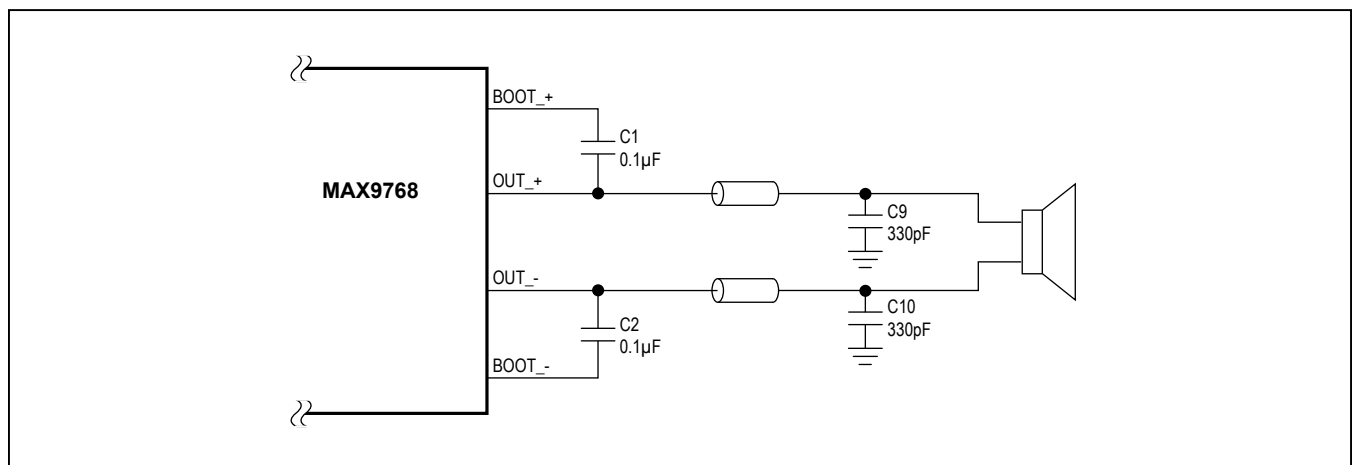 BOOT_+
C1
0.1µF
MAX9768
OUT_+
C9
330pF
OUT_-
C10
330pF
C2
0.1µF
BOOT_-